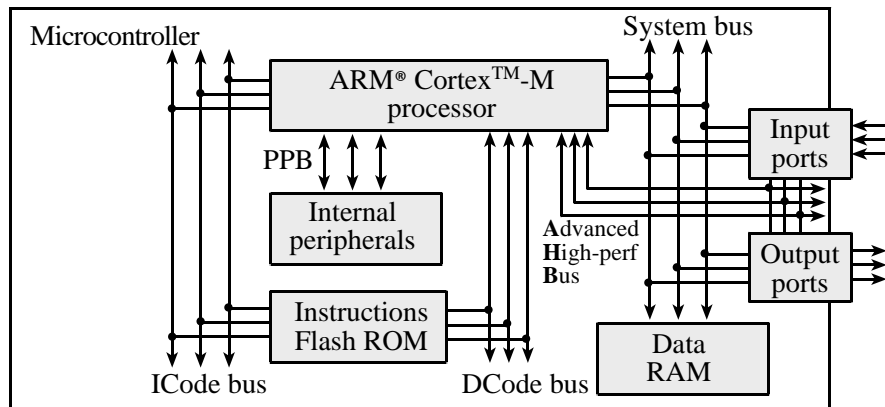 Microcontroller
System bus
ARM® Cortex™-M
processor
Input
ports
PPB
Internal
peripherals
Advanced
High-perf
Bus
Output
ports
Instructions
Flash ROM
Data
RAM
ICode bus
DCode bus